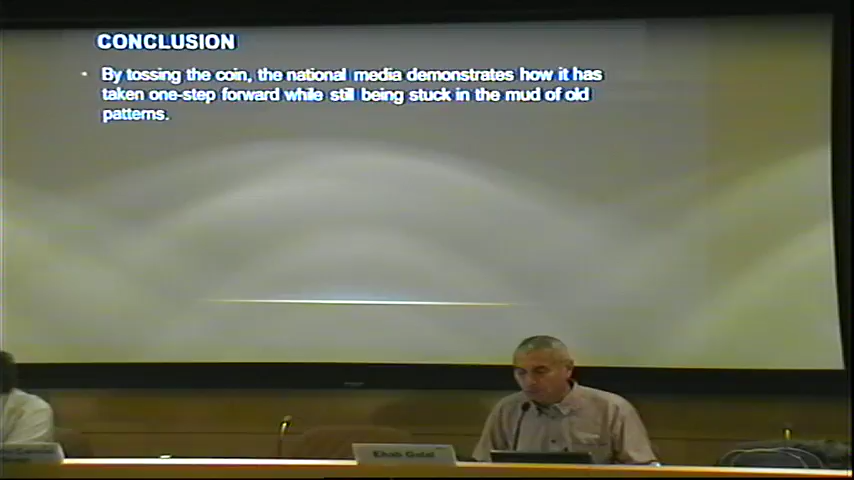 CONCLUSION
• By tossing the coin, the national media demonstrates how it has
taken one-step forward while still being stuck in the mud of old
patterns.
Ehab Galal